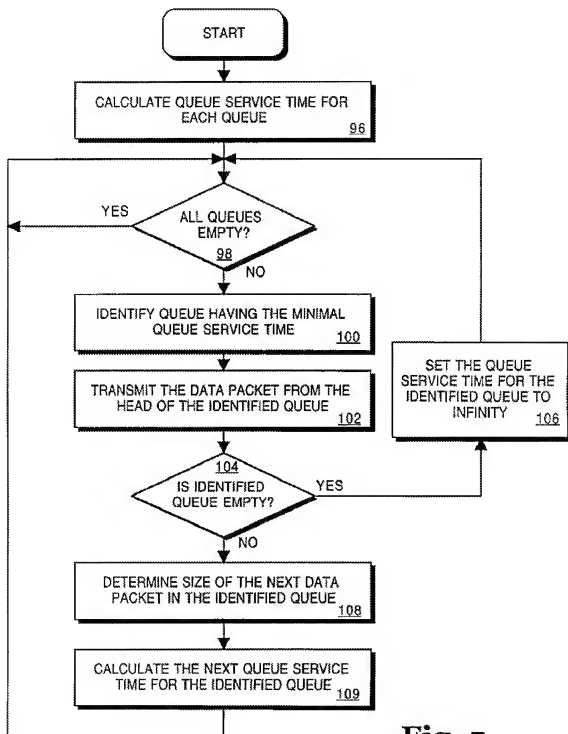 START
CALCULATE QUEUE SERVICE TIME FOR
EACH QUEUE
96
YES
ALL QUEUES
EMPTY?
98
NO
IDENTIFY QUEUE HAVING THE MINIMAL
QUEUE SERVICE TIME
100
TRANSMIT THE DATA PACKET FROM THE
HEAD OF THE IDENTIFIED QUEUE
102
SET THE QUEUE
SERVICE TIME FOR THE
IDENTIFIED QUEUE TO
INFINITY
106
104
IS IDENTIFIED
QUEUE EMPTY?
YES
NO
DETERMINE SIZE OF THE NEXT DATA
PACKET IN THE IDENTIFIED QUEUE
108
CALCULATE THE NEXT QUEUE SERVICE
TIME FOR THE IDENTIFIED QUEUE
109